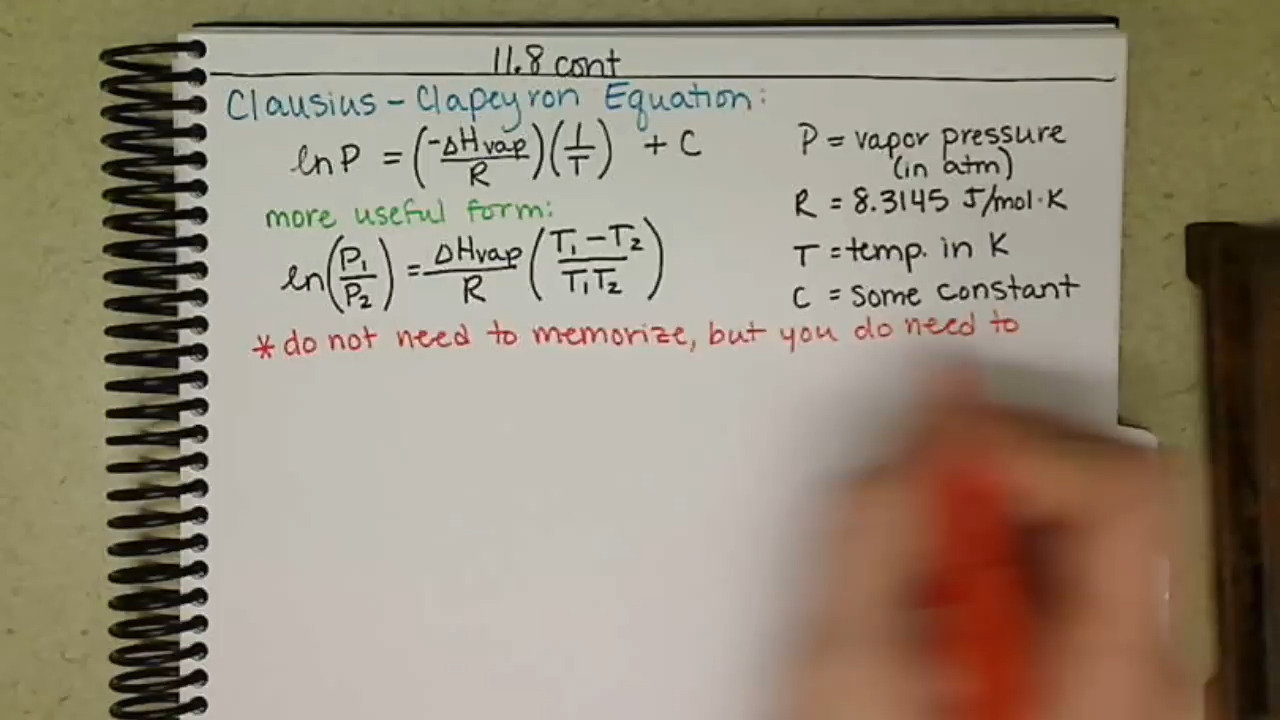 11.8 cont
Clausius - Clapeyron Equation:
ln P = (-ΔHvap/R)(1/T) + C
P = vapor pressure
(in atm)
more useful form:
R = 8.3145 J/mol·K
ln(P₁/P₂) = ΔHvap/R (T₁-T₂/T₁T₂)
T = temp. in K
C = some constant
*do not need to memorize, but you do need to